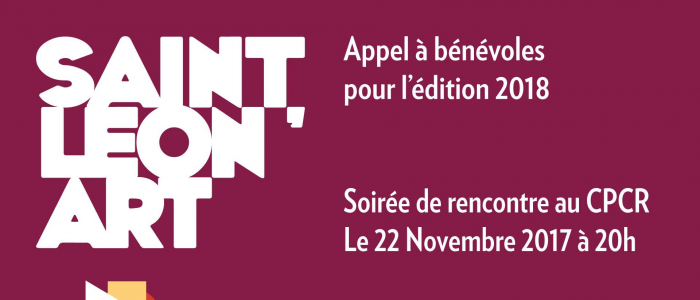 SAINT
LEON'
ART
Appel à bénévoles
pour l'édition 2018
Soirée de rencontre au CPCR
Le 22 Novembre 2017 à 20h